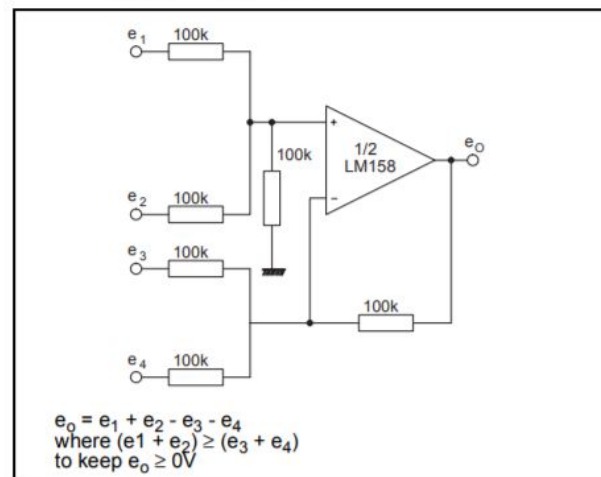 e1
100k
+
1/2
LM158
-
eO
100k
e2
100k
e3
100k
100k
e4
100k
eo = e1 + e2 - e3 - e4
where (e1 + e2) ≥ (e3 + e4)
to keep eo ≥ 0V